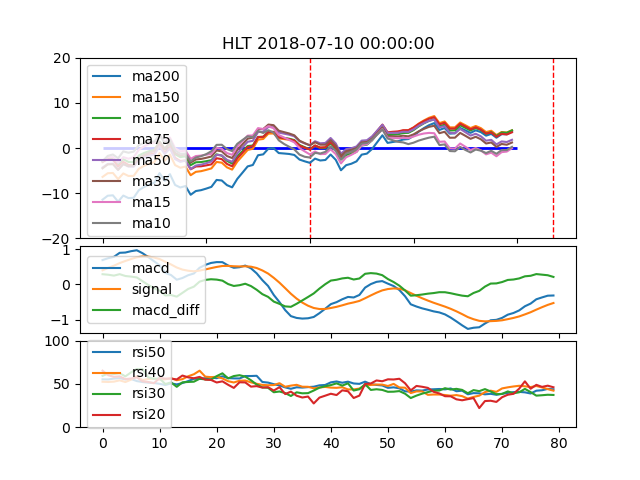 HLT 2018-07-10 00:00:00
20
10
0
−10
−20
ma200
ma150
ma100
ma75
ma50
ma35
ma15
ma10
1
0
−1
macd
signal
macd_diff
100
50
0
rsi50
rsi40
rsi30
rsi20
0 10 20 30 40 50 60 70 80